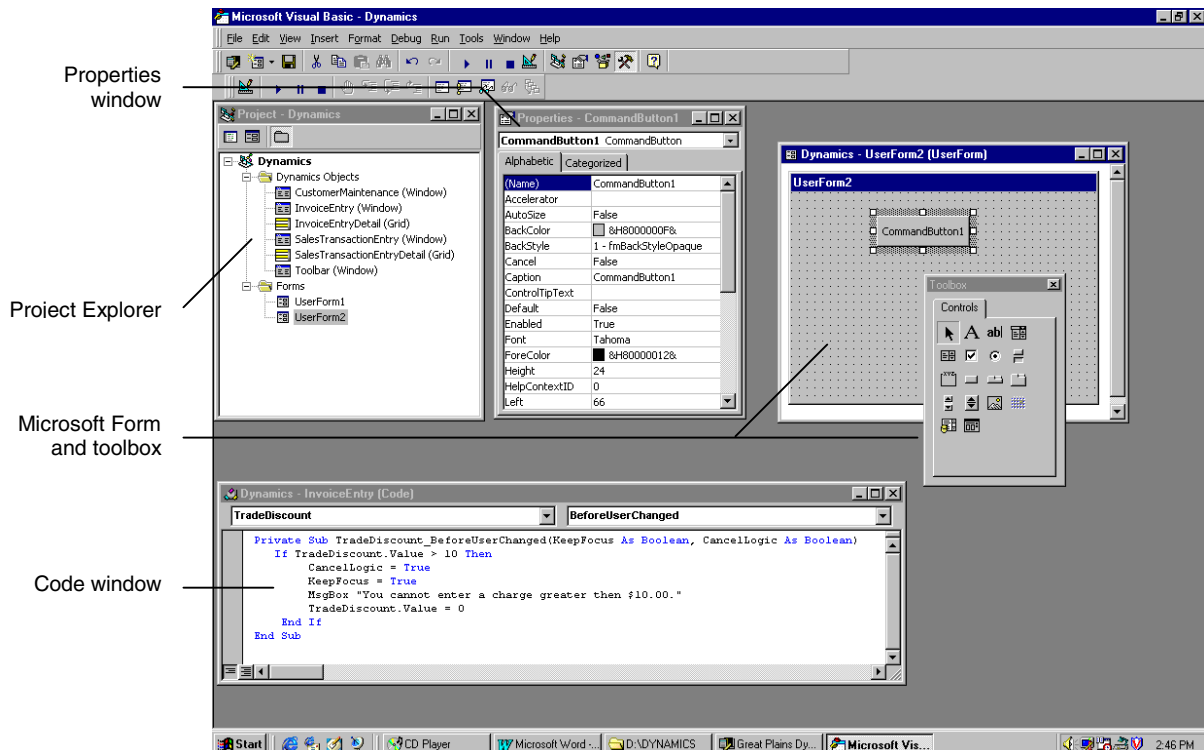 Microsoft Visual Basic - Dynamics
File Edit View Insert Format Debug Run Tools Window Help
Properties
window
Project Explorer
Microsoft Form
and toolbox
Code window
Project - Dynamics
Dynamics
Dynamics Objects
CustomerMaintenance (Window)
InvoiceEntry (Window)
InvoiceEntryDetail (Grid)
SalesTransactionEntry (Window)
SalesTransactionEntryDetail (Grid)
Toolbar (Window)
Forms
UserForm1
UserForm2
Properties - CommandButton1
CommandButton1 CommandButton
Alphabetic Categorized
(Name) CommandButton1
Accelerator
AutoSize False
BackColor &H8000000F&
BackStyle 1 - fmBackStyleOpaque
Cancel False
Caption CommandButton1
ControlTipText
Default False
Enabled True
Font Tahoma
ForeColor &H80000012&
Height 24
HelpContextID 0
Left 66
Dynamics - UserForm2 (UserForm)
UserForm2
CommandButton1
Toolbox
Controls
A ab|
XYZ
Dynamics - InvoiceEntry (Code)
TradeDiscount BeforeUserChanged
Private Sub TradeDiscount_BeforeUserChanged(KeepFocus As Boolean, CancelLogic As Boolean)
If TradeDiscount.Value > 10 Then
CancelLogic = True
KeepFocus = True
MsgBox "You cannot enter a charge greater then $10.00."
TradeDiscount.Value = 0
End If
End Sub
Start CD Player Microsoft Word -... D:\DYNAMICS Great Plains Dy... Microsoft Vis... 2:46 PM